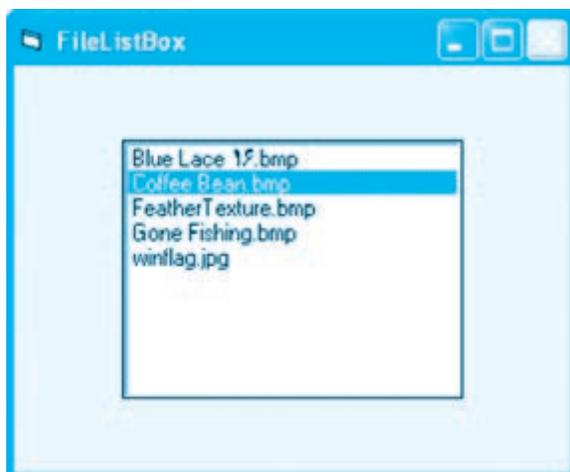 FileListBox
Blue Lace ۱۶.bmp
Coffee Bean.bmp
FeatherTexture.bmp
Gone Fishing.bmp
winflag.jpg